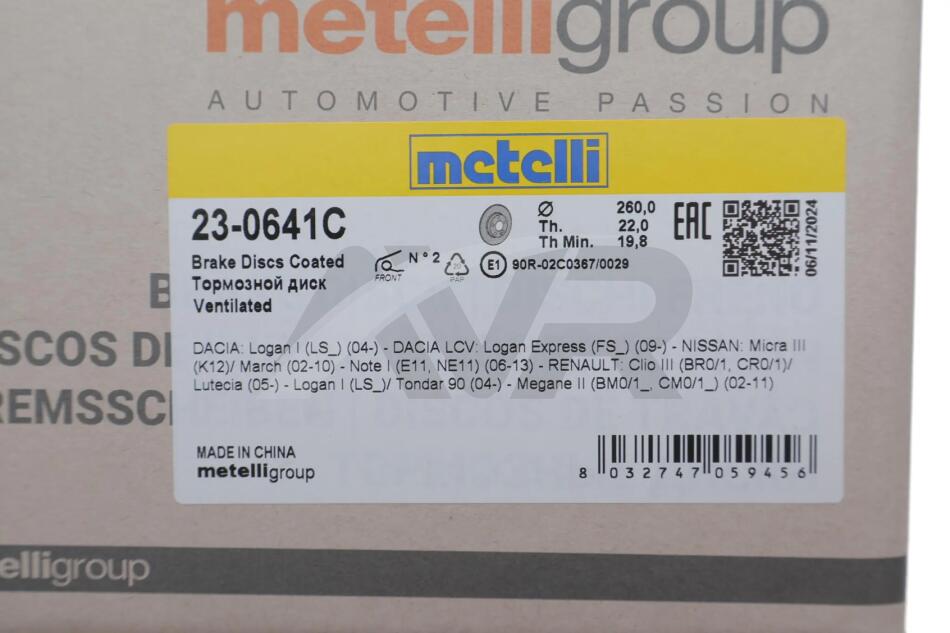 metelligroup
AUTOMOTIVE PASSION
metelli
23-0641C
Brake Discs Coated
Тормозной диск
Ventilated
FRONT
N°2
20
PAP
Ø 260,0
Th. 22,0
Th Min. 19,8
E1 90R-02C0367/0029
EAC
06/11/2024
AVR
DACIA: Logan I (LS_) (04-) - DACIA LCV: Logan Express (FS_) (09-) - NISSAN: Micra III
(K12)/ March (02-10) - Note I (E11, NE11) (06-13) - RENAULT: Clio III (BR0/1, CR0/1)/
Lutecia (05-) - Logan I (LS_)/ Tondar 90 (04-) - Megane II (BM0/1_, CM0/1_) (02-11)
MADE IN CHINA
metelligroup
8 032747 059456
SCOS DI
REMSSC
elligroup